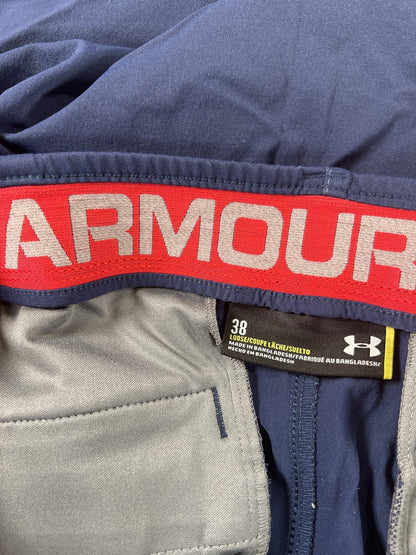 ARMOUR
38
LOOSE/COUPE LÂCHE/SUELTO
MADE IN BANGLADESH/FABRIQUÉ AU BANGLADESH/
HECHO EN BANGLADESH